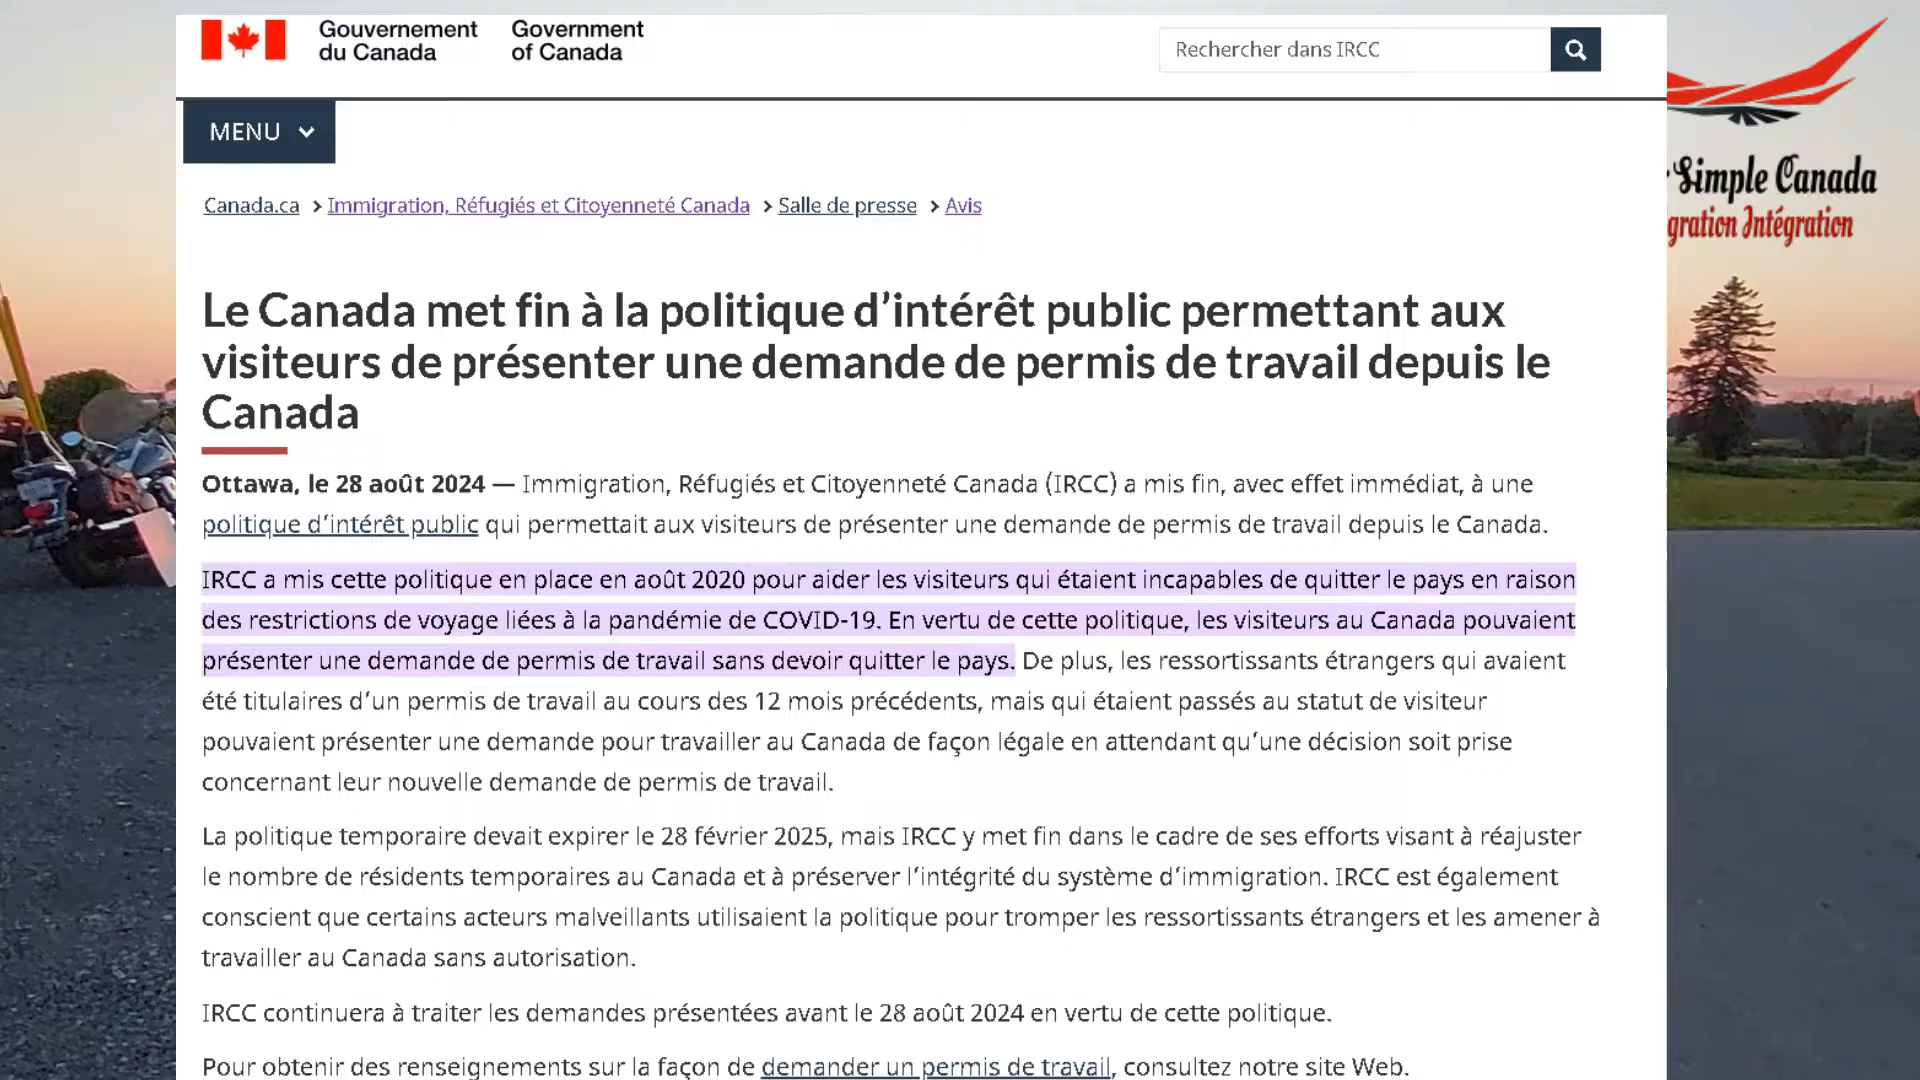 Gouvernement du Canada
Government of Canada
Rechercher dans IRCC
MENU
Canada.ca > Immigration, Réfugiés et Citoyenneté Canada > Salle de presse > Avis
Simple Canada
gration Intégration
Le Canada met fin à la politique d’intérêt public permettant aux
visiteurs de présenter une demande de permis de travail depuis le
Canada
Ottawa, le 28 août 2024 — Immigration, Réfugiés et Citoyenneté Canada (IRCC) a mis fin, avec effet immédiat, à une
politique d’intérêt public qui permettait aux visiteurs de présenter une demande de permis de travail depuis le Canada.
IRCC a mis cette politique en place en août 2020 pour aider les visiteurs qui étaient incapables de quitter le pays en raison
des restrictions de voyage liées à la pandémie de COVID-19. En vertu de cette politique, les visiteurs au Canada pouvaient
présenter une demande de permis de travail sans devoir quitter le pays. De plus, les ressortissants étrangers qui avaient
été titulaires d’un permis de travail au cours des 12 mois précédents, mais qui étaient passés au statut de visiteur
pouvaient présenter une demande pour travailler au Canada de façon légale en attendant qu’une décision soit prise
concernant leur nouvelle demande de permis de travail.
La politique temporaire devait expirer le 28 février 2025, mais IRCC y met fin dans le cadre de ses efforts visant à réajuster
le nombre de résidents temporaires au Canada et à préserver l’intégrité du système d’immigration. IRCC est également
conscient que certains acteurs malveillants utilisaient la politique pour tromper les ressortissants étrangers et les amener à
travailler au Canada sans autorisation.
IRCC continuera à traiter les demandes présentées avant le 28 août 2024 en vertu de cette politique.
Pour obtenir des renseignements sur la façon de demander un permis de travail, consultez notre site Web.